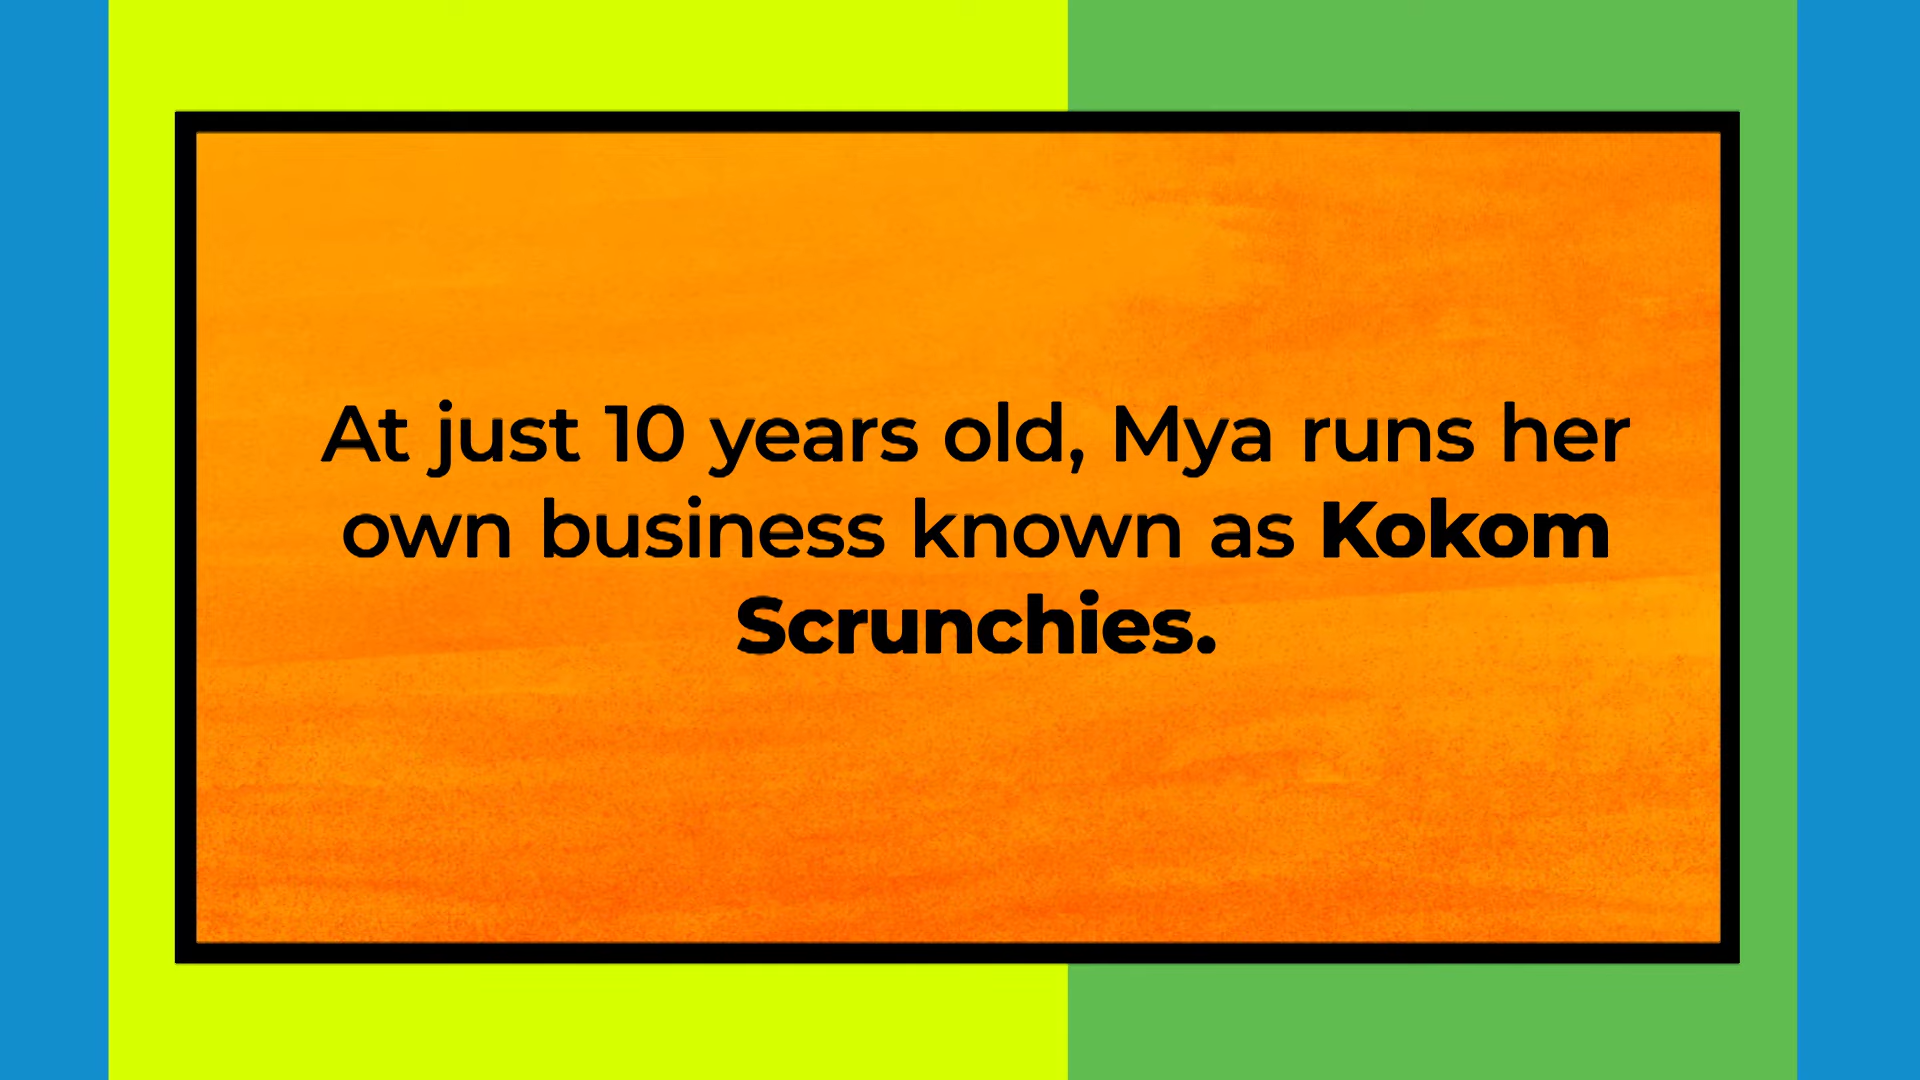 At just 10 years old, Mya runs her
own business known as Kokom
Scrunchies.